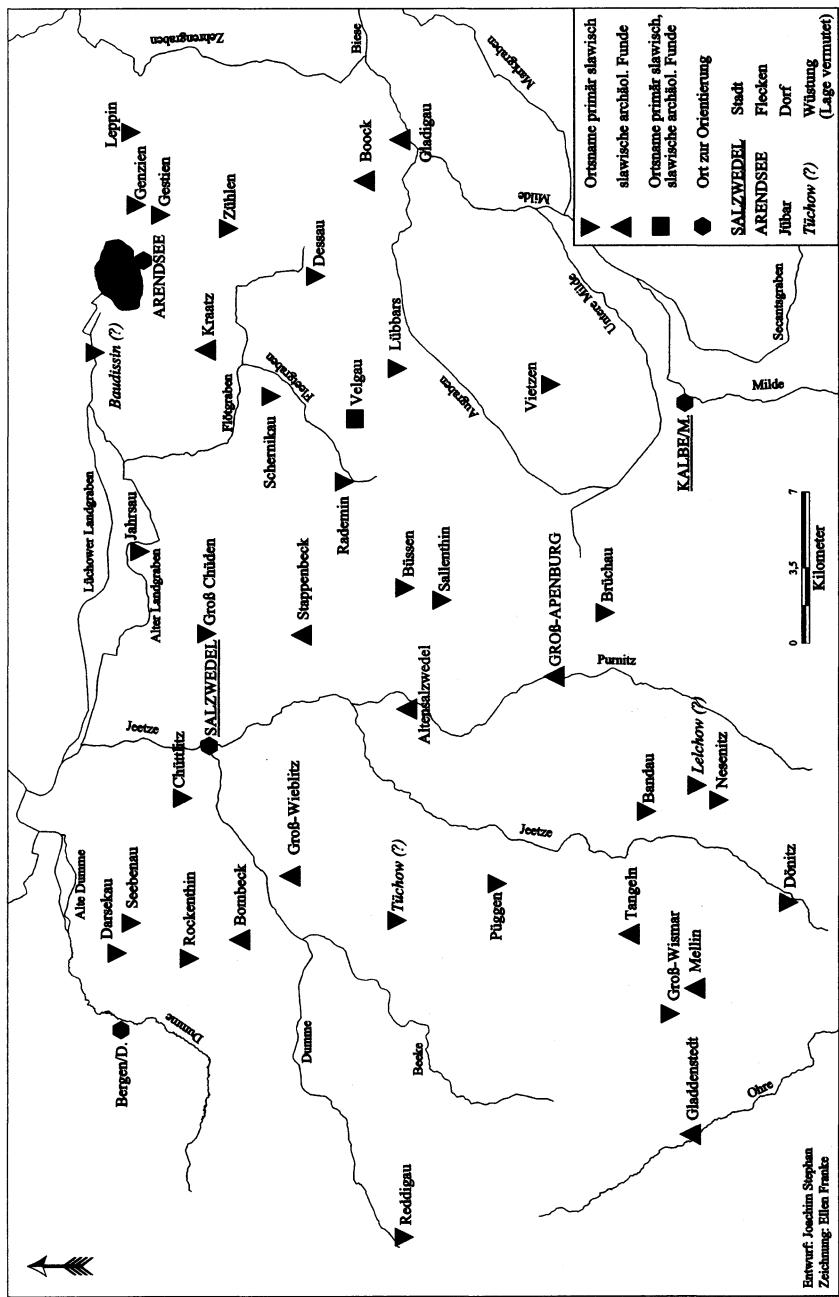 Zehrengraben
Leppin
Genzien
Gestien
ARENDSEE
Baudissin (?)
Lüchower Landgraben
Jahrsau
Alter Landgraben
Groß Chüden
SALZWEDEL
Jeetze
Chüttlitz
Alte Dumme
Seebenau
Darsekau
Rockenthin
Bombeck
Bergen/D.
Dumme
Biese
Zühlen
Kraatz
Flötgraben
Dessau
Boock
Gladigau
Markgraben
Fleetgraben
Schernikau
Velgau
Lübbars
Rademin
Stappenbeck
Büssen
Sallenthin
Groß-Wieblitz
Altensalzwedel
Tüchow (?)
Dumme
Beeke
Reddigau
Milde
Untere Milde
Augraben
Vietzen
Secantsgraben
Milde
KALBE/M.
GROß-APENBURG
Brüchau
Purnitz
Jeetze
Püggen
Bandau
Lelchow (?)
Nesenitz
Tangeln
Dönitz
Groß-Wismar
Mellin
Gladdenstedt
Ohre
0 3,5 7
Kilometer
Ortsname primär slawisch
slawische archäol. Funde
Ortsname primär slawisch,
slawische archäol. Funde
Ort zur Orientierung
SALZWEDEL Stadt
ARENDSEE Flecken
Jübar Dorf
Tüchow (?) Wüstung
(Lage vermutet)
Entwurf: Joachim Stephan
Zeichnung: Ellen Franke